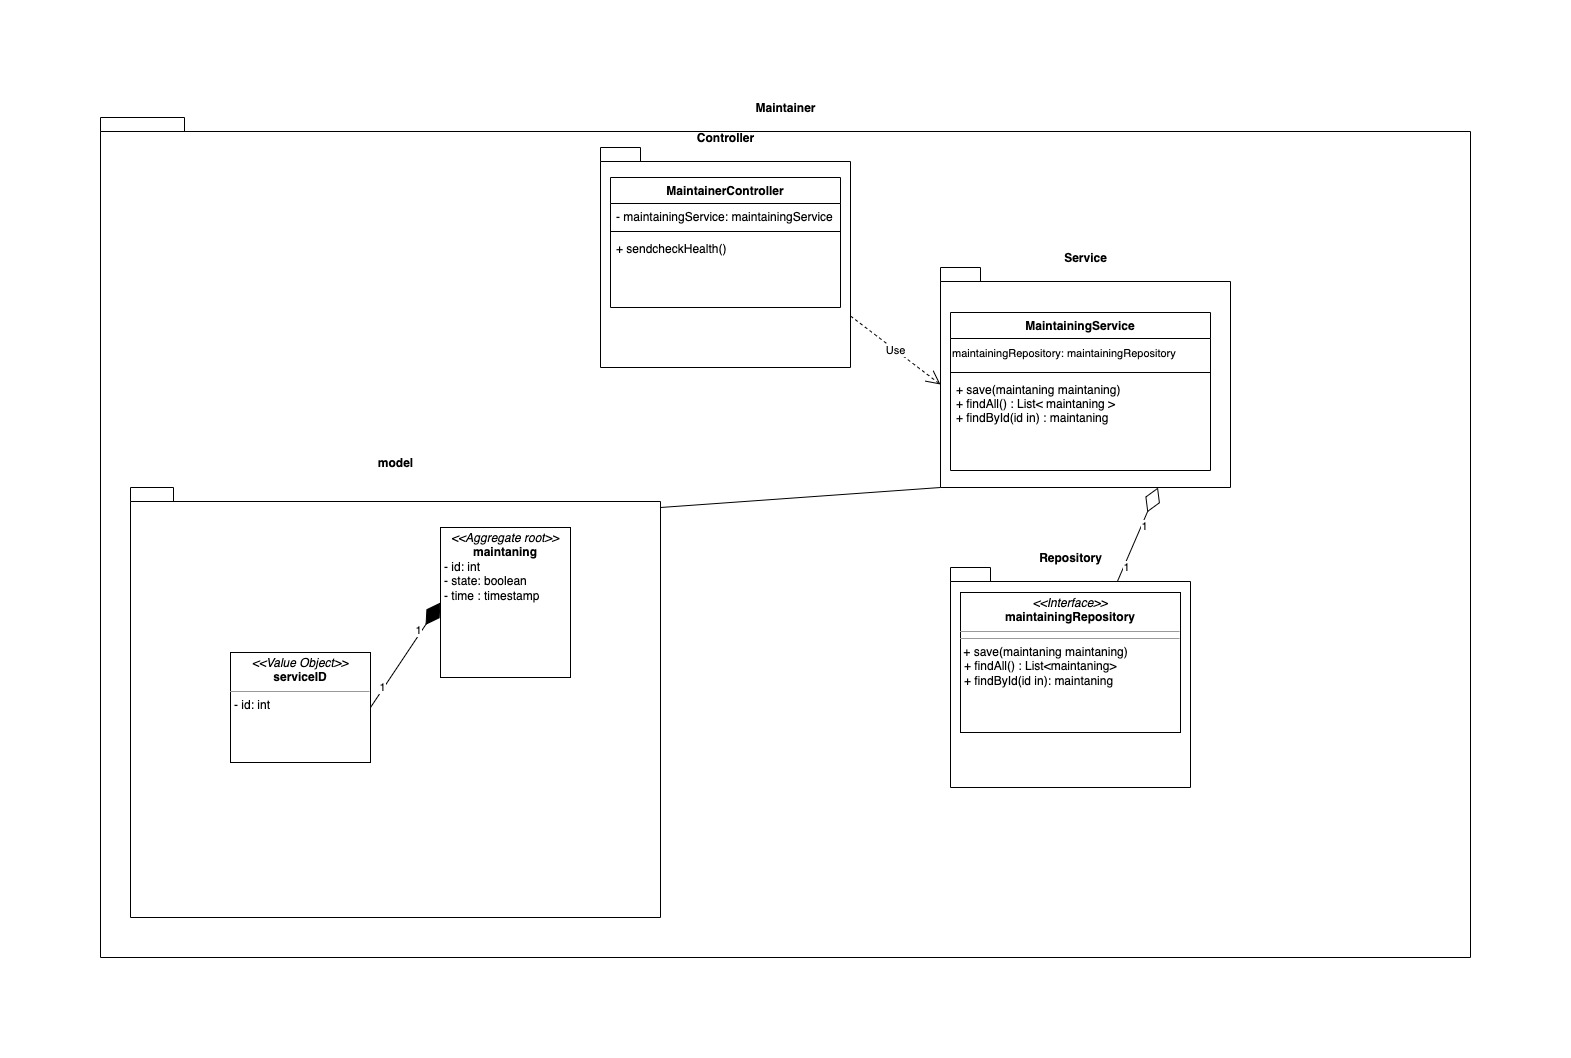 Maintainer
Controller
MaintainerController
- maintainingService: maintainingService
+ sendcheckHealth()
Use
Service
MaintainingService
maintainingRepository: maintainingRepository
+ save(maintaning maintaning)
+ findAll() : List< maintaning >
+ findById(id in) : maintaning
model
<<Aggregate root>>
maintaning
- id: int
- state: boolean
- time : timestamp
1
1
<<Value Object>>
serviceID
- id: int
1
1
Repository
<<Interface>>
maintainingRepository
+ save(maintaning maintaning)
+ findAll() : List<maintaning>
+ findById(id in): maintaning